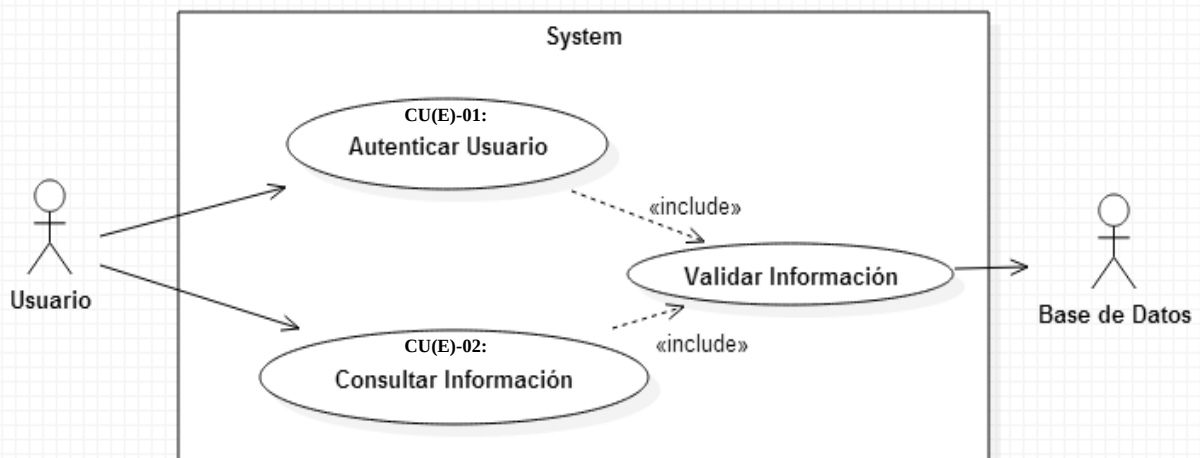 System
CU(E)-01:
Autenticar Usuario
«include»
Validar Información
Usuario
Base de Datos
«include»
CU(E)-02:
Consultar Información